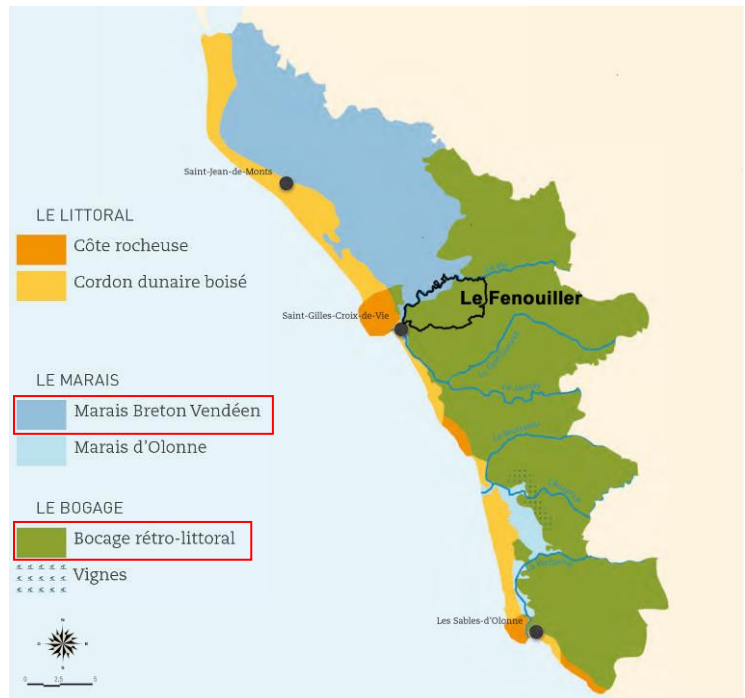 Saint-Jean-de-Monts
LE LITTORAL
Côte rocheuse
Cordon dunaire boisé
Le Fenouiller
Saint-Gilles-Croix-de-Vie
LE MARAIS
Marais Breton Vendéen
Marais d'Olonne
LE BOGAGE
Bocage rétro-littoral
Vignes
Les Sables-d'Olonne
0 2,5 5